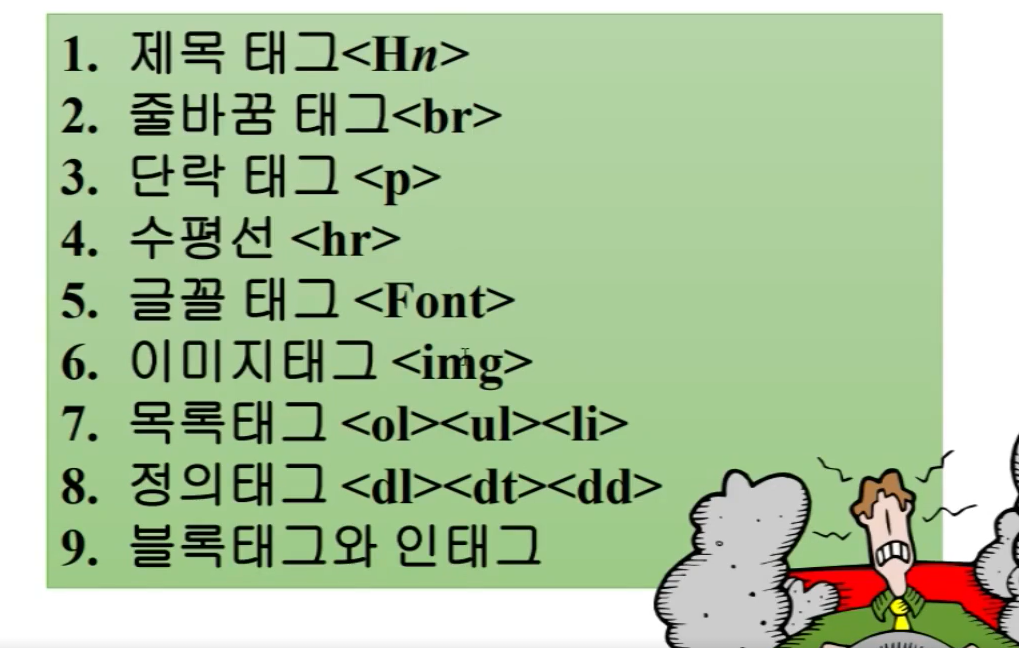 1. 제목 태그<Hn>
2. 줄바꿈 태그<br>
3. 단락 태그 <p>
4. 수평선 <hr>
5. 글꼴 태그 <Font>
6. 이미지태그 <img>
7. 목록태그 <ol><ul><li>
8. 정의태그 <dl><dt><dd>
9. 블록태그와 인태그